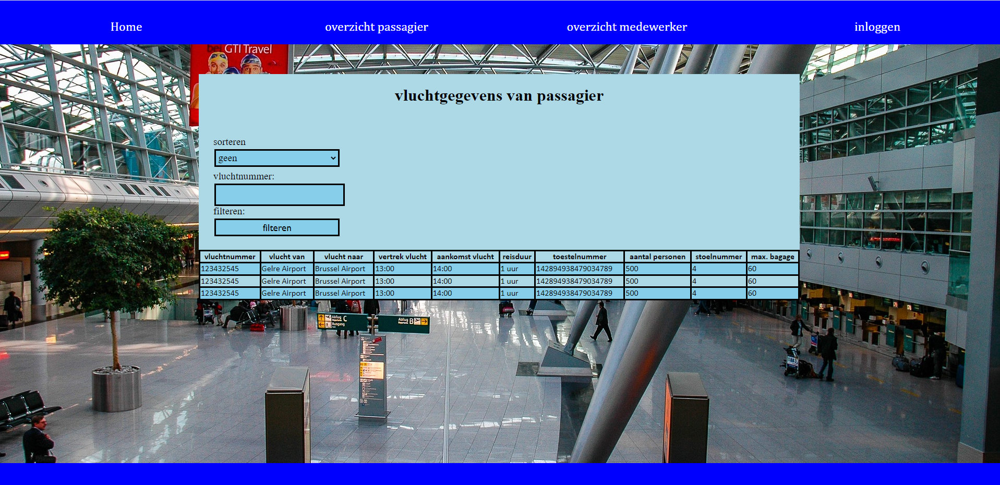 Home overzicht passagier overzicht medewerker inloggen
bei GTI Travel
vluchtgegevens van passagier
sorteren
geen
vluchtnummer:
filteren:
filteren
vluchtnummer vlucht van vlucht naar vertrek vlucht aankomst vlucht reisduur toestelnummer aantal personen stoelnummer max. bagage
123432545 Gelre Airport Brussel Airport 13:00 14:00 1 uur 142894938479034789 500 4 60
123432545 Gelre Airport Brussel Airport 13:00 14:00 1 uur 142894938479034789 500 4 60
123432545 Gelre Airport Brussel Airport 13:00 14:00 1 uur 142894938479034789 500 4 60
Abflug C
Departures
Ausgang
Abflug B
Departures
11883